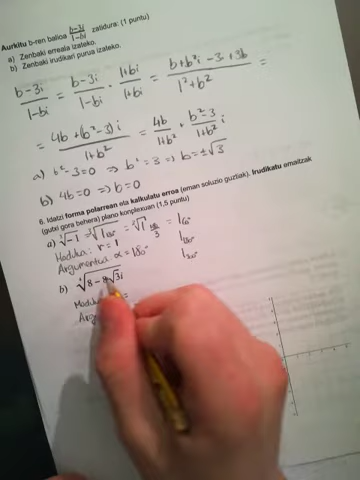 Aurkitu b-ren balioa (b-3i)/(1-bi) zatidura: (1 puntu)
a) Zenbaki erreala izateko.
b) Zenbaki irudikari purua izateko.
(b-3i)/(1-bi) = (b-3i)/(1-bi) · (1+bi)/(1+bi) = (b+b²i-3i+3b)/(1²+b²) =
= (4b+(b²-3)i)/(1+b²) = 4b/(1+b²) + (b²-3)/(1+b²) i
a) b²-3=0 ⇒ b²=3 ⇒ b=±√3
b) 4b=0 ⇒ b=0
6. Idatzi forma polarrean eta kalkulatu erroa (eman soluzio guztiak). Irudikatu emaitzak
(gutxi gora behera) plano konplexuan (1,5 puntu)
a) ∛-1 = ∛1₁₈₀° = ∛1 180/3 = 1₆₀°
Modulua: r = 1
1₁₈₀°
Argumentua α = 180°
1₃₀₀°
b) √8-8√3i